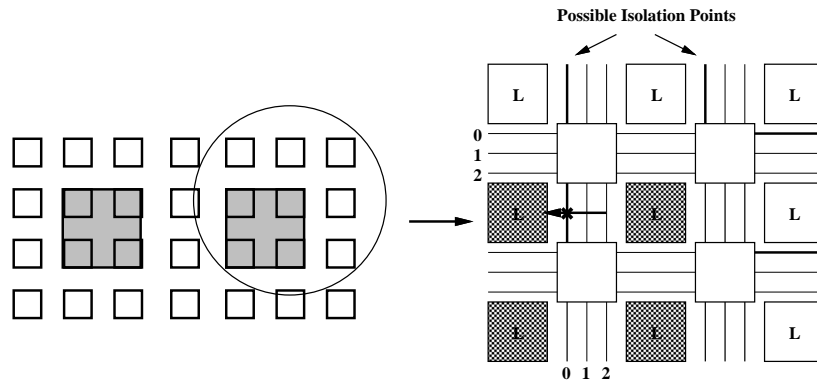 Possible Isolation Points
L L L
0
1
2
L L L
L L L
0 1 2